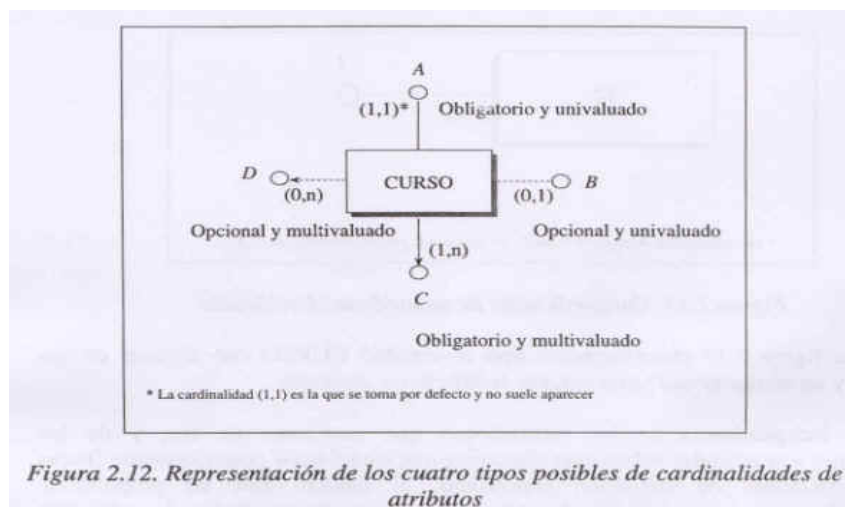 A
(1,1)* Obligatorio y univaluado
D CURSO B
(0,n) (0,1)
Opcional y multivaluado Opcional y univaluado
(1,n)
C
Obligatorio y multivaluado
* La cardinalidad (1,1) es la que se toma por defecto y no suele aparecer
Figura 2.12. Representación de los cuatro tipos posibles de cardinalidades de
atributos